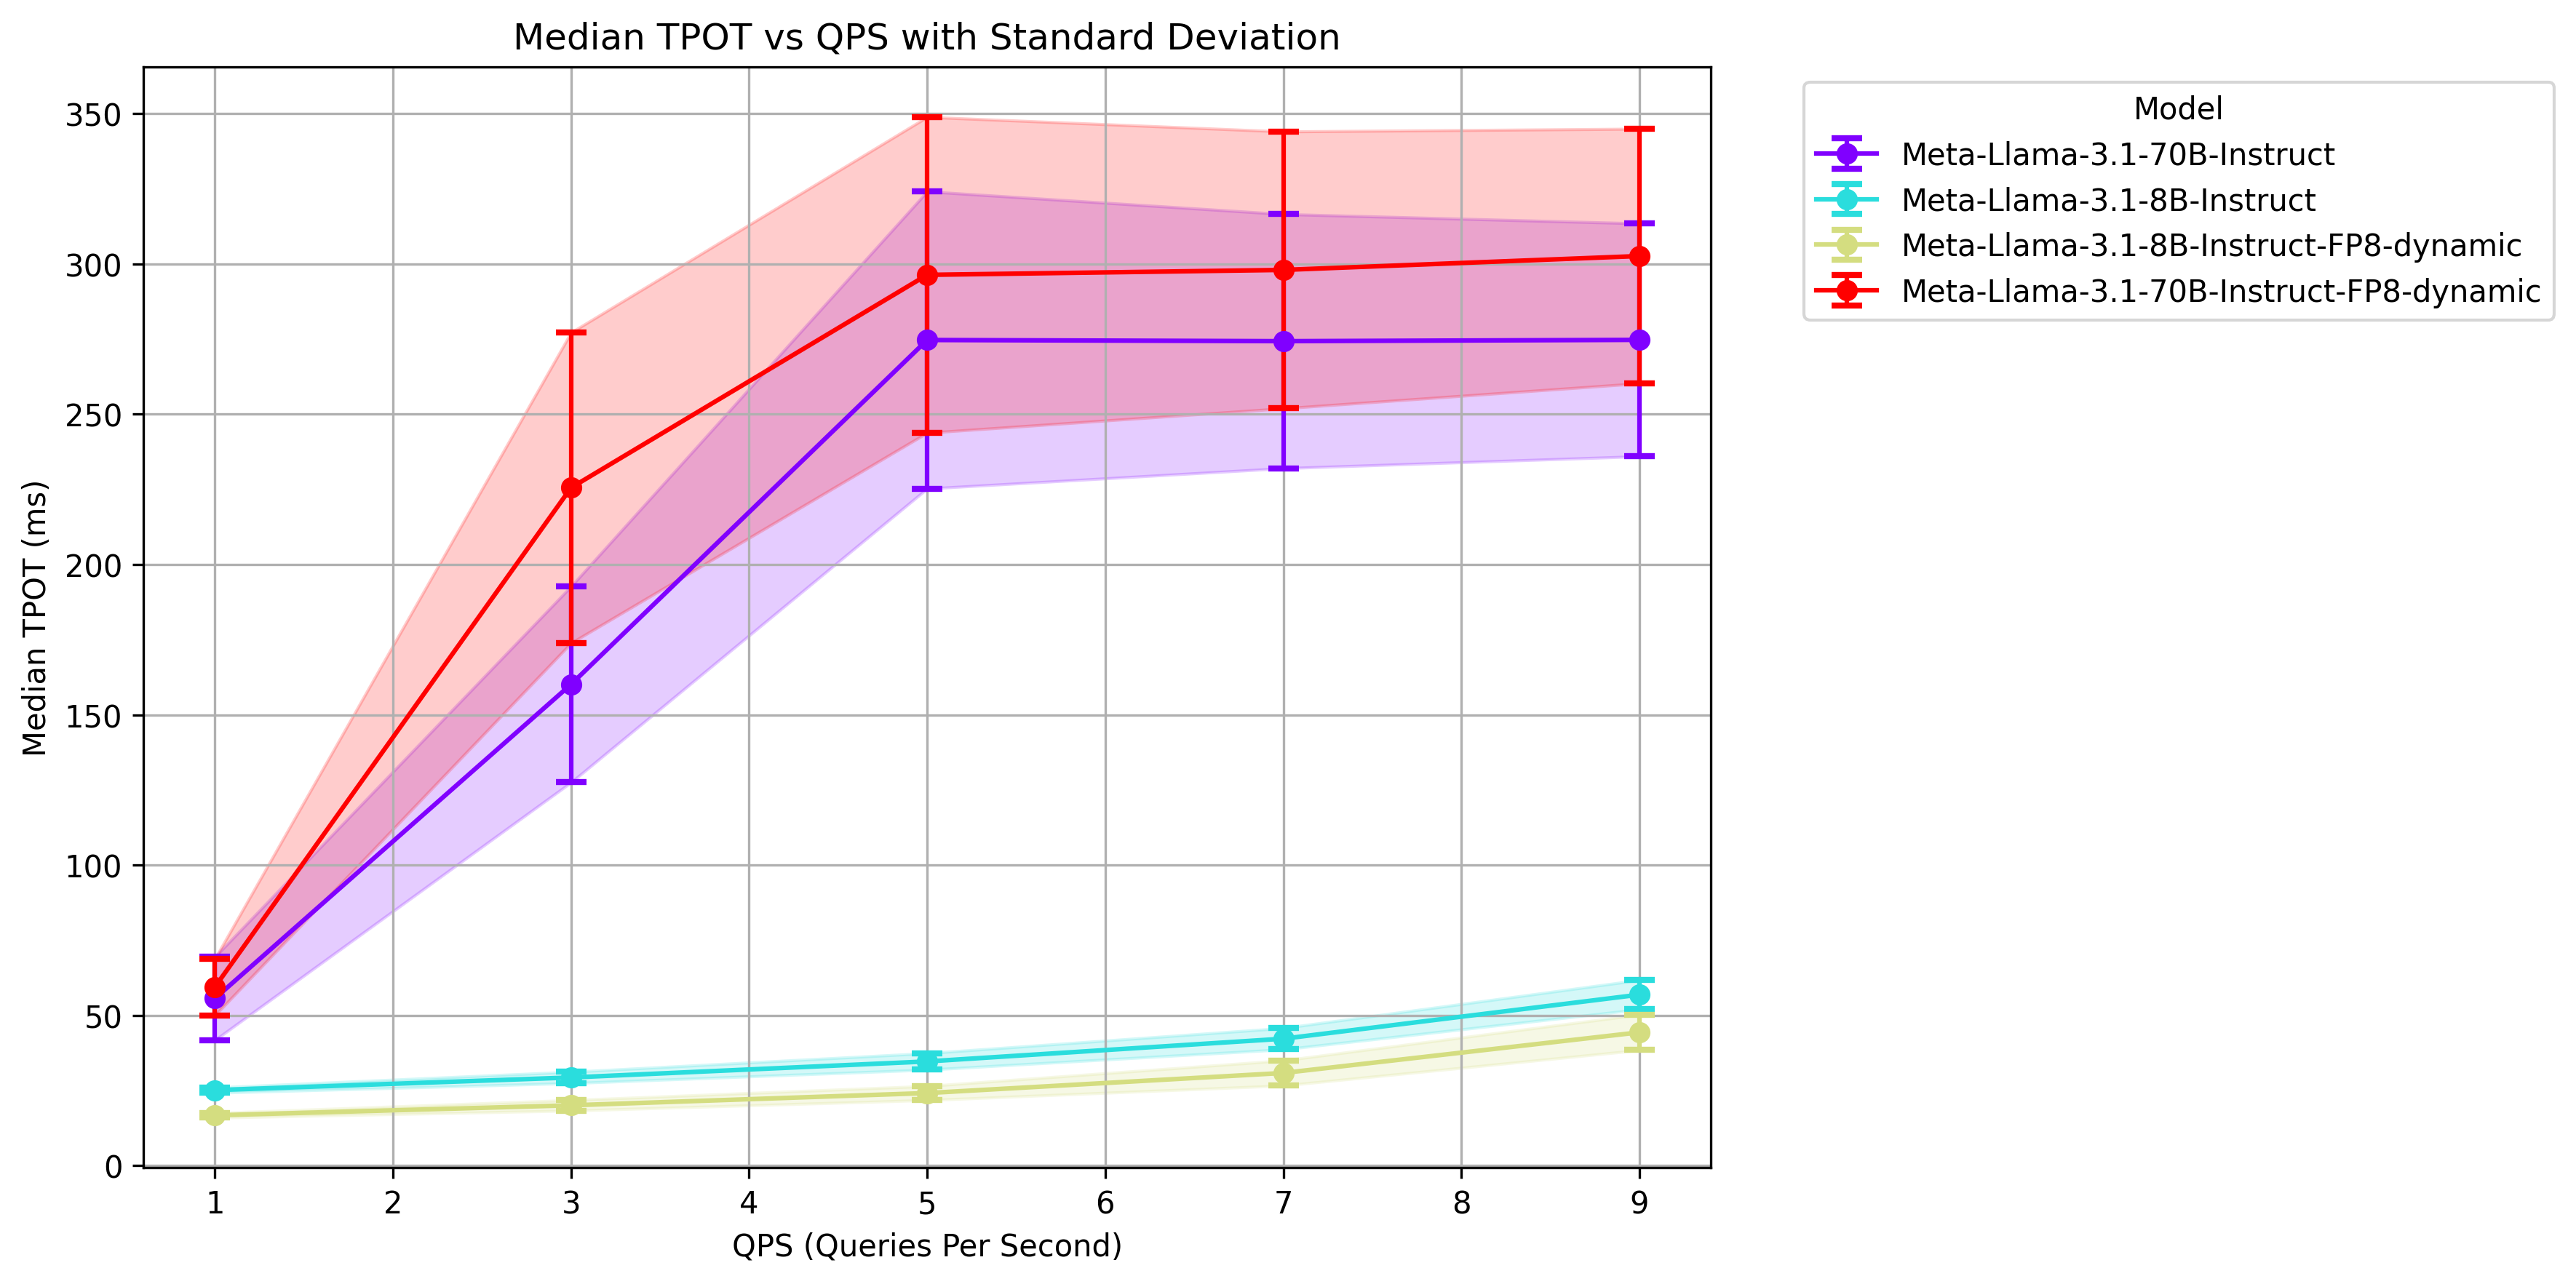 Median TPOT vs QPS with Standard Deviation
Median TPOT (ms)
350
300
250
200
150
100
50
0
1 2 3 4 5 6 7 8 9
QPS (Queries Per Second)
Model
Meta-Llama-3.1-70B-Instruct
Meta-Llama-3.1-8B-Instruct
Meta-Llama-3.1-8B-Instruct-FP8-dynamic
Meta-Llama-3.1-70B-Instruct-FP8-dynamic